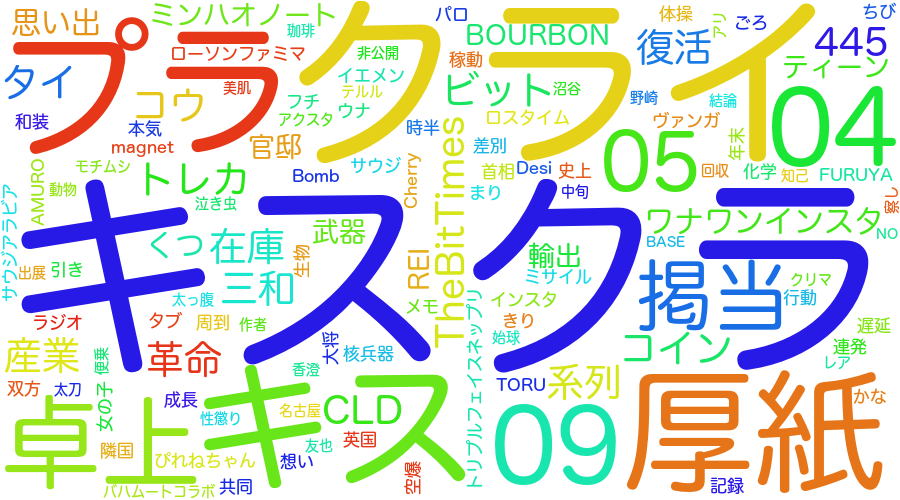 思い出
ミンハオノート
パロ
体操
アリ
ごろ
ちび
プラクライ
ローソンファミマ
珈琲
BOURBON
復活
445
タイ
コウ
美肌
非公開
イエメン
稼動
ビット
沼谷
ティーン
フチ
テルル
野崎
結論
04
和装
本気
アクスタ
ウナ
ロスタイム
ヴァンガ
magnet
官邸
時半
差別
05
年末
AMURO
モチムシ
トレカ
サウジ
Cherry
首相
Desi
史上
回収
化学
知己
FURUYA
動物
Bomb
まり
中旬
キスクラ
サウジアラビア
泣き虫
武器
TheBitTimes
ワナワンインスタ
察し
くつ
在庫
生物
REI
輸出
BASE
NO
出展
引き
三和
ミサイル
掲当
クリマ
太っ腹
メモ
インスタ
行動
ラジオ
タブ
周到
作者
大将
きり
遅延
産業
便乗
革命
核兵器
始球
コイン
連発
レア
香澄
トリプルフェイスネップリ
双方
太刀
女の子
成長
キス
TORU
系列
厚紙
かな
卓上
性懲り
名古屋
CLD
09
隣国
友也
英国
ぴれねちゃん
想い
空爆
バハムートコラボ
共同
記録